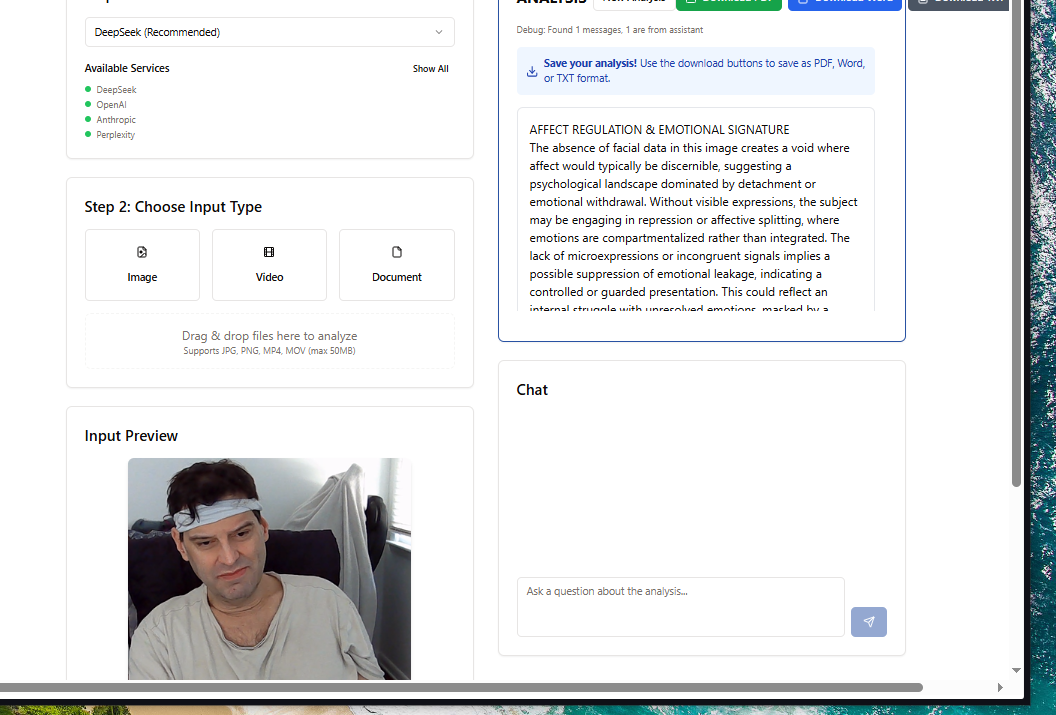 DeepSeek (Recommended)
Available Services
Show All
DeepSeek
OpenAI
Anthropic
Perplexity
Step 2: Choose Input Type
Image
Video
Document
Drag & drop files here to analyze
Supports JPG, PNG, MP4, MOV (max 50MB)
Input Preview
ANALYSIS
Debug: Found 1 messages, 1 are from assistant
Save your analysis! Use the download buttons to save as PDF, Word,
or TXT format.
AFFECT REGULATION & EMOTIONAL SIGNATURE
The absence of facial data in this image creates a void where
affect would typically be discernible, suggesting a
psychological landscape dominated by detachment or
emotional withdrawal. Without visible expressions, the subject
may be engaging in repression or affective splitting, where
emotions are compartmentalized rather than integrated. The
lack of microexpressions or incongruent signals implies a
possible suppression of emotional leakage, indicating a
controlled or guarded presentation. This could reflect an
internal struggle with unresolved emotions, masked by a
Chat
Ask a question about the analysis...